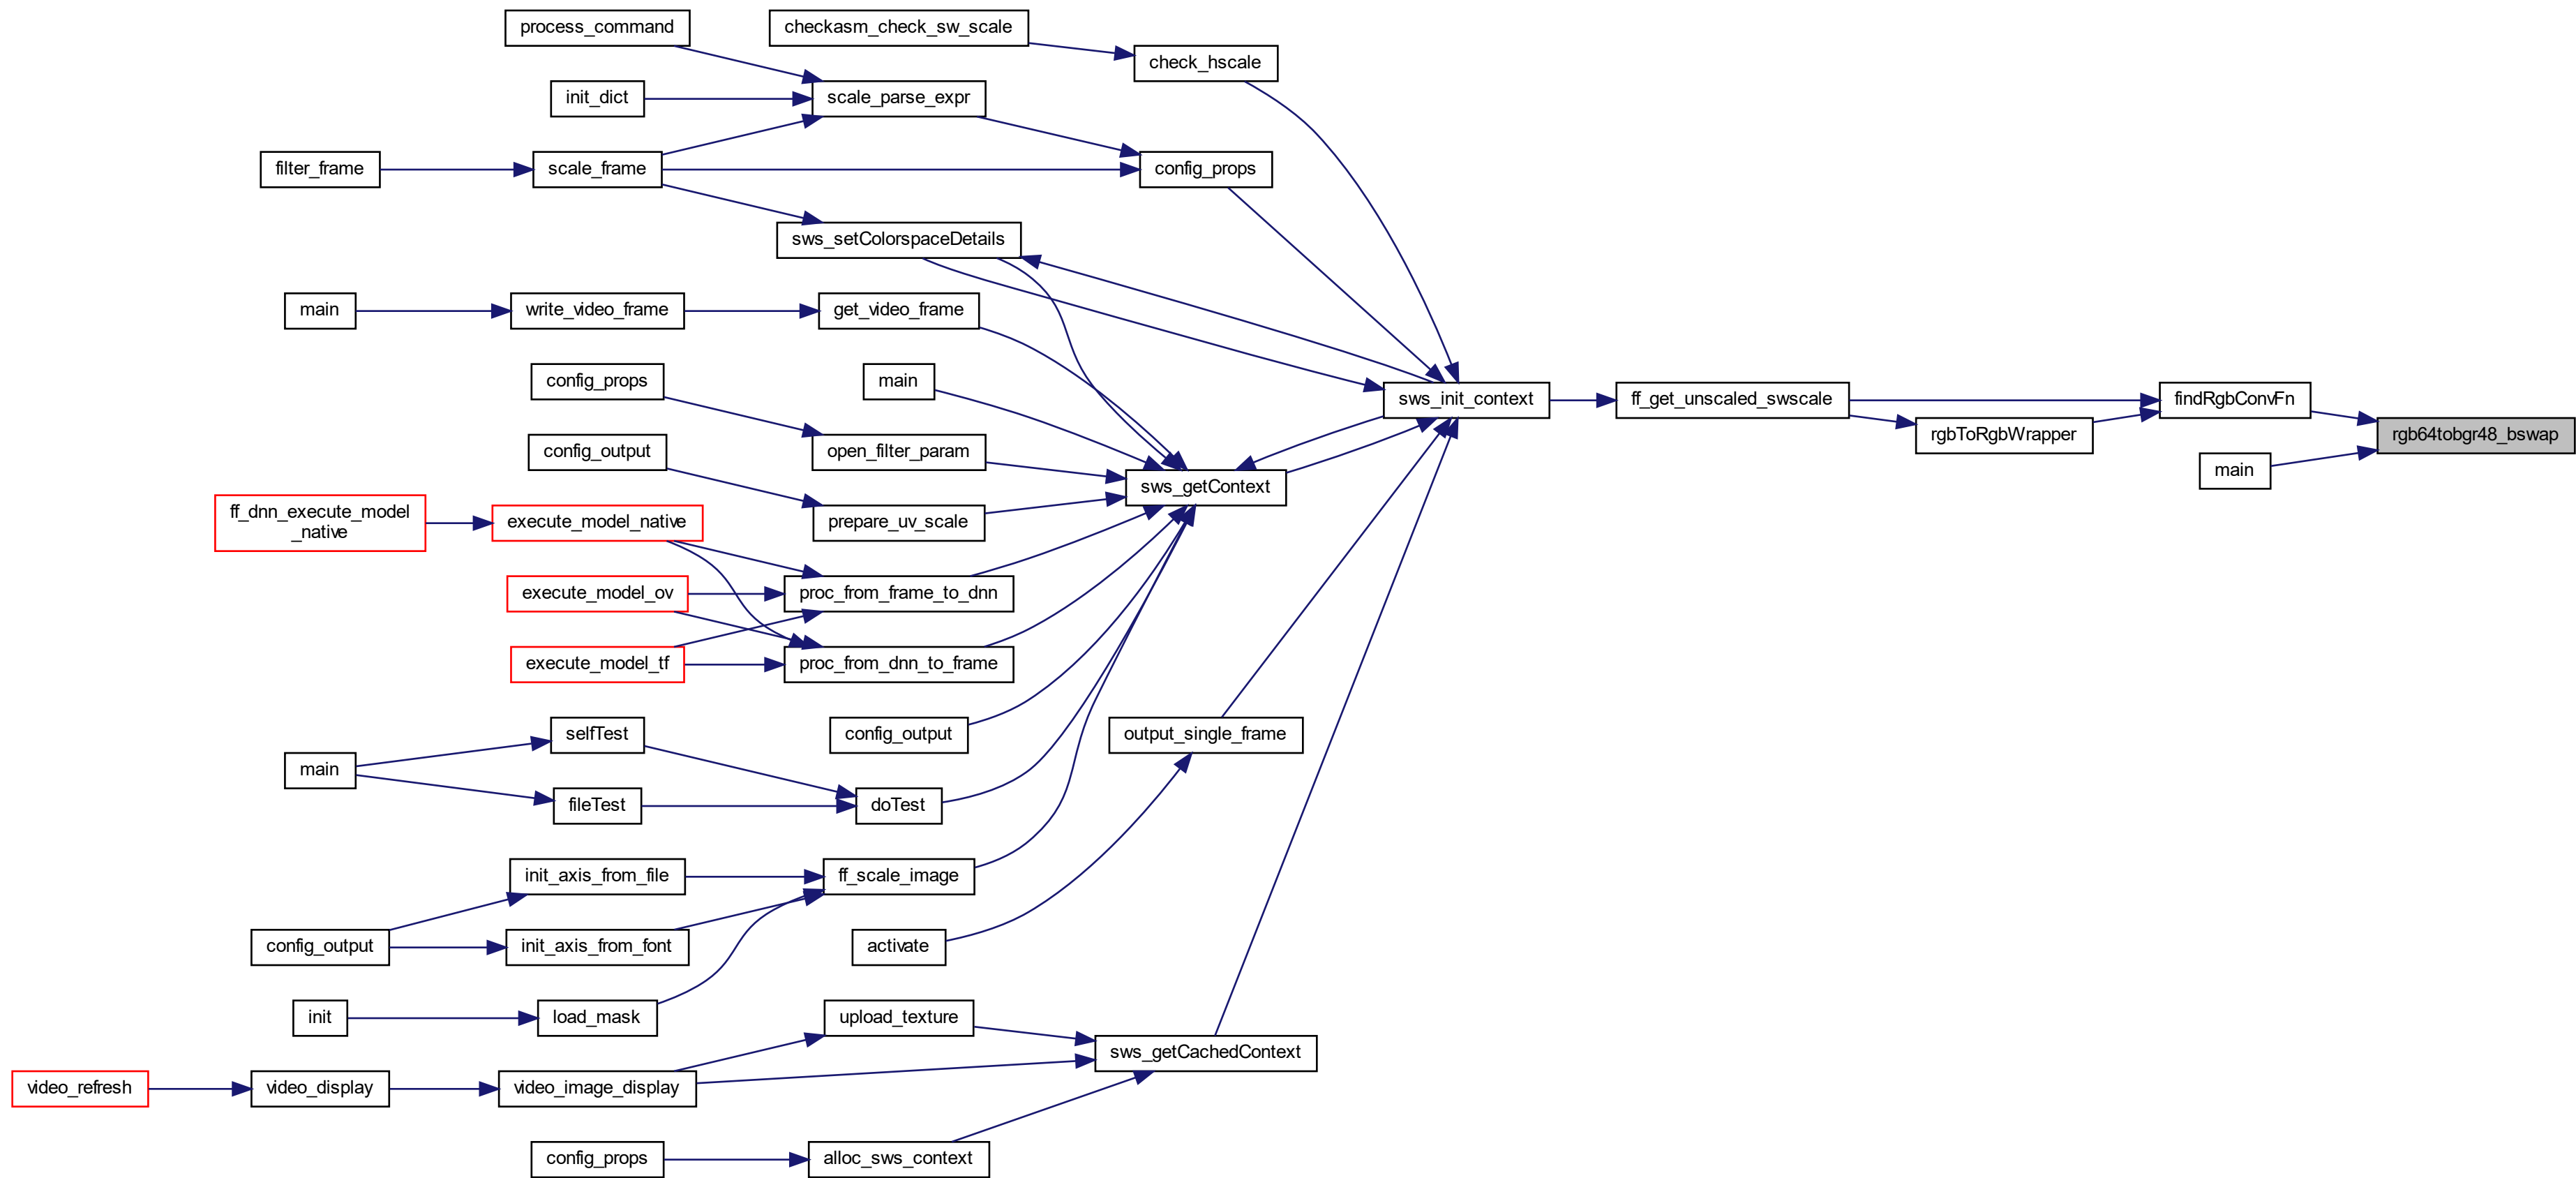 process_command
checkasm_check_sw_scale
check_hscale
init_dict
scale_parse_expr
filter_frame
scale_frame
config_props
sws_setColorspaceDetails
main
write_video_frame
get_video_frame
config_props
main
sws_init_context
ff_get_unscaled_swscale
findRgbConvFn
rgbToRgbWrapper
rgb64tobgr48_bswap
main
config_output
open_filter_param
sws_getContext
ff_dnn_execute_model
_native
execute_model_native
prepare_uv_scale
execute_model_ov
proc_from_frame_to_dnn
execute_model_tf
proc_from_dnn_to_frame
selfTest
config_output
output_single_frame
main
fileTest
doTest
init_axis_from_file
ff_scale_image
config_output
init_axis_from_font
activate
init
load_mask
upload_texture
sws_getCachedContext
video_refresh
video_display
video_image_display
config_props
alloc_sws_context